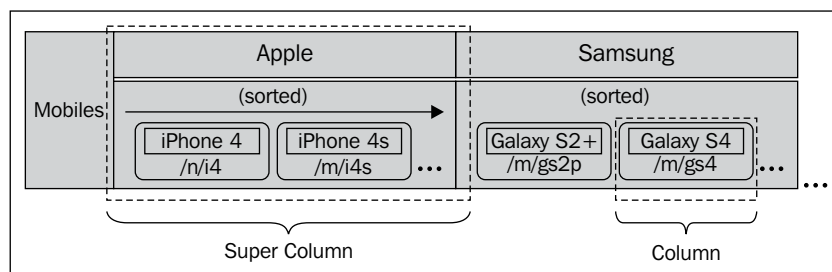 Apple
Samsung
Mobiles
(sorted)
(sorted)
iPhone 4
/n/i4
iPhone 4s
/m/i4s
...
Galaxy S2+
/m/gs2p
Galaxy S4
/m/gs4
...
...
Super Column
Column